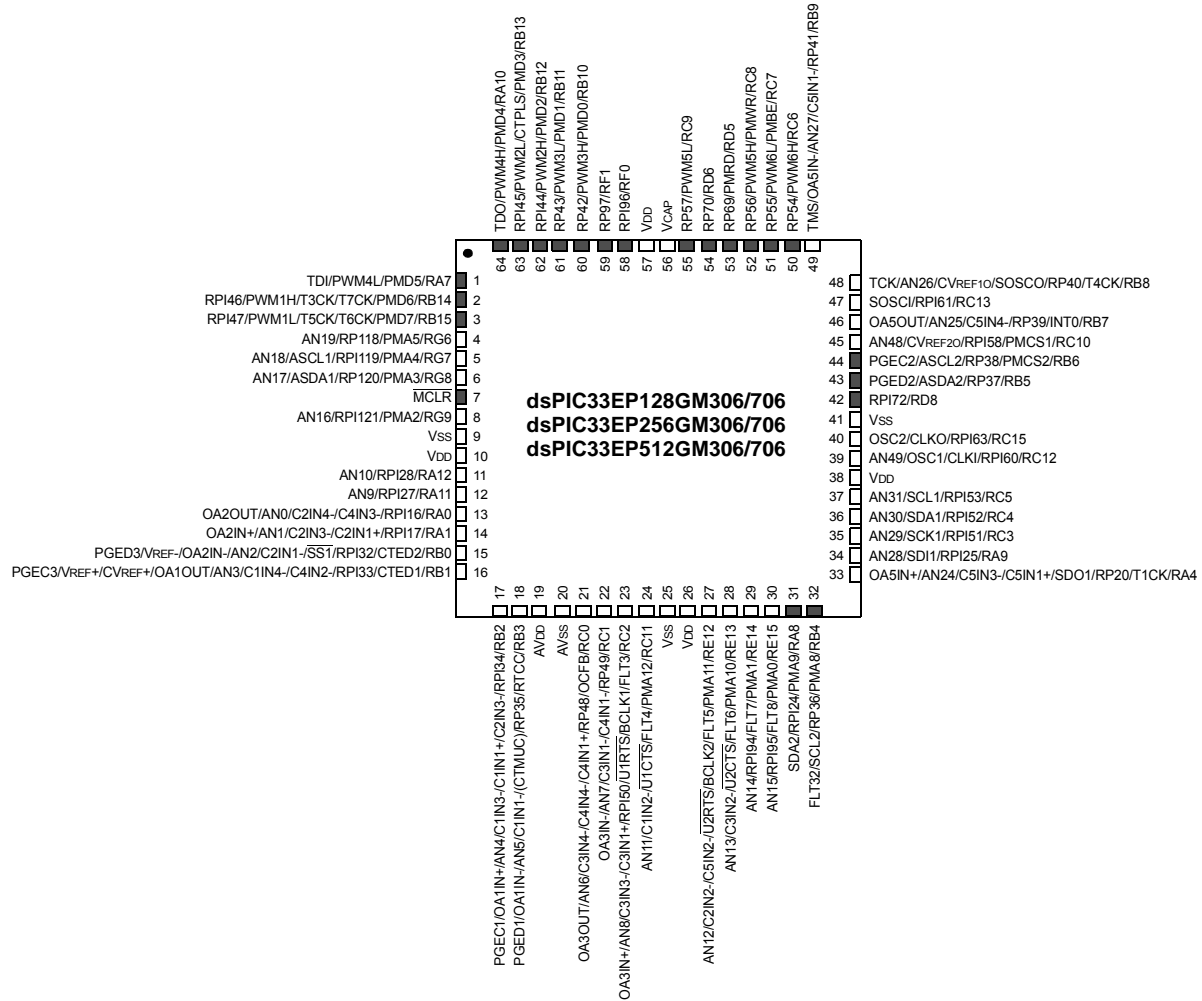 TDO/PWM4H/PMD4/RA10
RPI45/PWM2L/CTPLS/PMD3/RB13
RPI44/PWM2H/PMD2/RB12
RP43/PWM3L/PMD1/RB11
RP42/PWM3H/PMD0/RB10
RP97/RF1
RPI96/RF0
VDD
VCAP
RP57/PWM5L/RC9
RP70/RD6
RP69/PMRD/RD5
RP56/PWM5H/PMWR/RC8
RP55/PWM6L/PMBE/RC7
RP54/PWM6H/RC6
TMS/OA5IN-/AN27/C5IN1-/RP41/RB9
64 63 62 61 60 59 58 57 56 55 54 53 52 51 50 49
TDI/PWM4L/PMD5/RA7 1
RPI46/PWM1H/T3CK/T7CK/PMD6/RB14 2
RPI47/PWM1L/T5CK/T6CK/PMD7/RB15 3
AN19/RP118/PMA5/RG6 4
AN18/ASCL1/RPI119/PMA4/RG7 5
AN17/ASDA1/RP120/PMA3/RG8 6
MCLR 7
AN16/RPI121/PMA2/RG9 8
VSS 9
VDD 10
AN10/RPI28/RA12 11
AN9/RPI27/RA11 12
OA2OUT/AN0/C2IN4-/C4IN3-/RPI16/RA0 13
OA2IN+/AN1/C2IN3-/C2IN1+/RPI17/RA1 14
PGED3/VREF-/OA2IN-/AN2/C2IN1-/SS1/RPI32/CTED2/RB0 15
PGEC3/VREF+/CVREF+/OA1OUT/AN3/C1IN4-/C4IN2-/RPI33/CTED1/RB1 16
dsPIC33EP128GM306/706
dsPIC33EP256GM306/706
dsPIC33EP512GM306/706
48 TCK/AN26/CVREF1O/SOSCO/RP40/T4CK/RB8
47 SOSCI/RPI61/RC13
46 OA5OUT/AN25/C5IN4-/RP39/INT0/RB7
45 AN48/CVREF2O/RPI58/PMCS1/RC10
44 PGEC2/ASCL2/RP38/PMCS2/RB6
43 PGED2/ASDA2/RP37/RB5
42 RPI72/RD8
41 VSS
40 OSC2/CLKO/RPI63/RC15
39 AN49/OSC1/CLKI/RPI60/RC12
38 VDD
37 AN31/SCL1/RPI53/RC5
36 AN30/SDA1/RPI52/RC4
35 AN29/SCK1/RPI51/RC3
34 AN28/SDI1/RPI25/RA9
33 OA5IN+/AN24/C5IN3-/C5IN1+/SDO1/RP20/T1CK/RA4
17 18 19 20 21 22 23 24 25 26 27 28 29 30 31 32
PGEC1/OA1IN+/AN4/C1IN3-/C1IN1+/C2IN3-/RPI34/RB2
PGED1/OA1IN-/AN5/C1IN1-/(CTMUC)/RP35/RTCC/RB3
AVDD
AVSS
OA3OUT/AN6/C3IN4-/C4IN4-/C4IN1+/RP48/OCFB/RC0
OA3IN-/AN7/C3IN1-/C4IN1-/RP49/RC1
OA3IN+/AN8/C3IN3-/C3IN1+/RPI50/U1RTS/BCLK1/FLT3/RC2
AN11/C1IN2-/U1CTS/FLT4/PMA12/RC11
VSS
VDD
AN12/C2IN2-/C5IN2-/U2RTS/BCLK2/FLT5/PMA11/RE12
AN13/C3IN2-/U2CTS/FLT6/PMA10/RE13
AN14/RPI94/FLT7/PMA1/RE14
AN15/RPI95/FLT8/PMA0/RE15
SDA2/RPI24/PMA9/RA8
FLT32/SCL2/RP36/PMA8/RB4